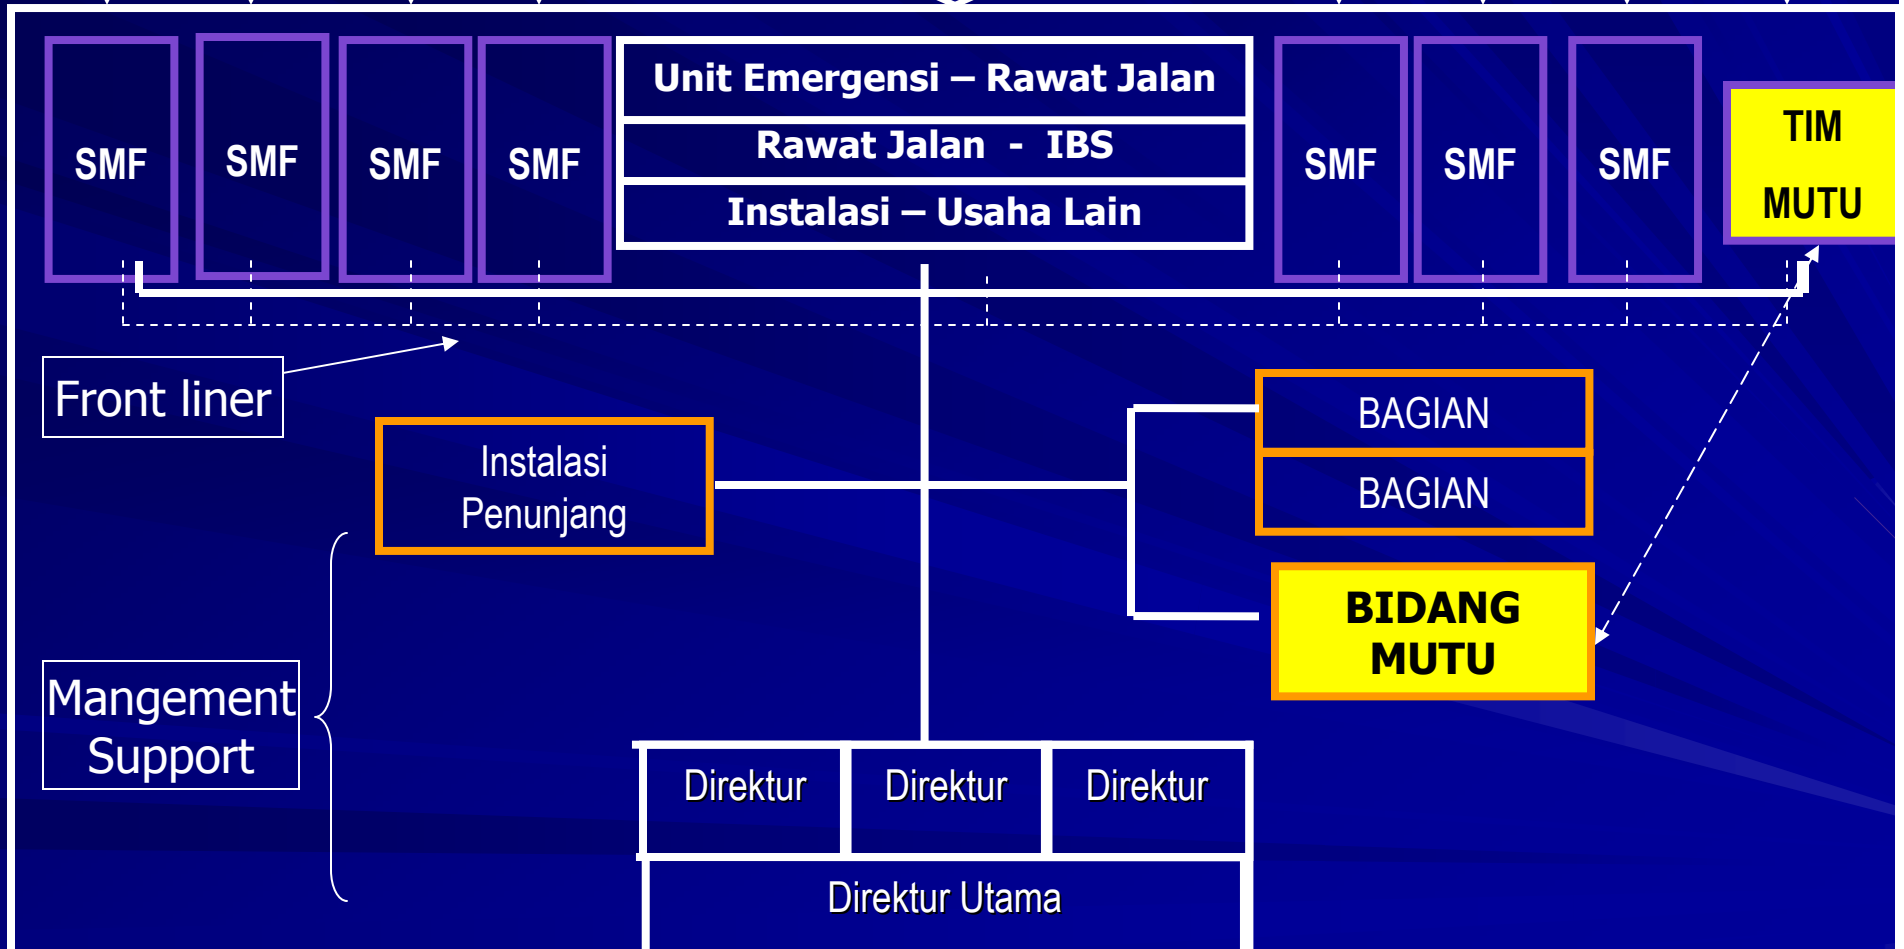 Unit Emergensi – Rawat Jalan
Rawat Jalan - IBS
Instalasi – Usaha Lain
SMF
SMF
SMF
SMF
SMF
SMF
SMF
TIM
MUTU
Front liner
Instalasi
Penunjang
BAGIAN
BAGIAN
BIDANG
MUTU
Mangement
Support
Direktur
Direktur
Direktur
Direktur Utama